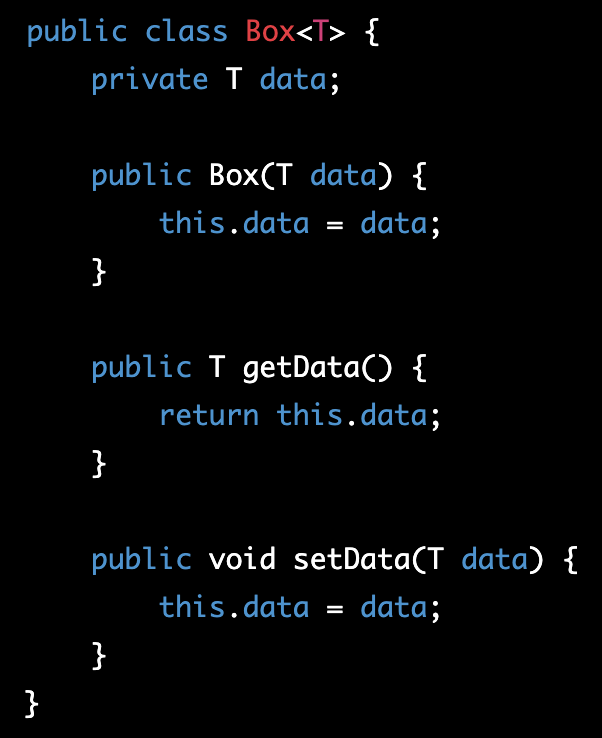 public class Box<T> {
    private T data;

    public Box(T data) {
        this.data = data;
    }

    public T getData() {
        return this.data;
    }

    public void setData(T data) {
        this.data = data;
    }
}